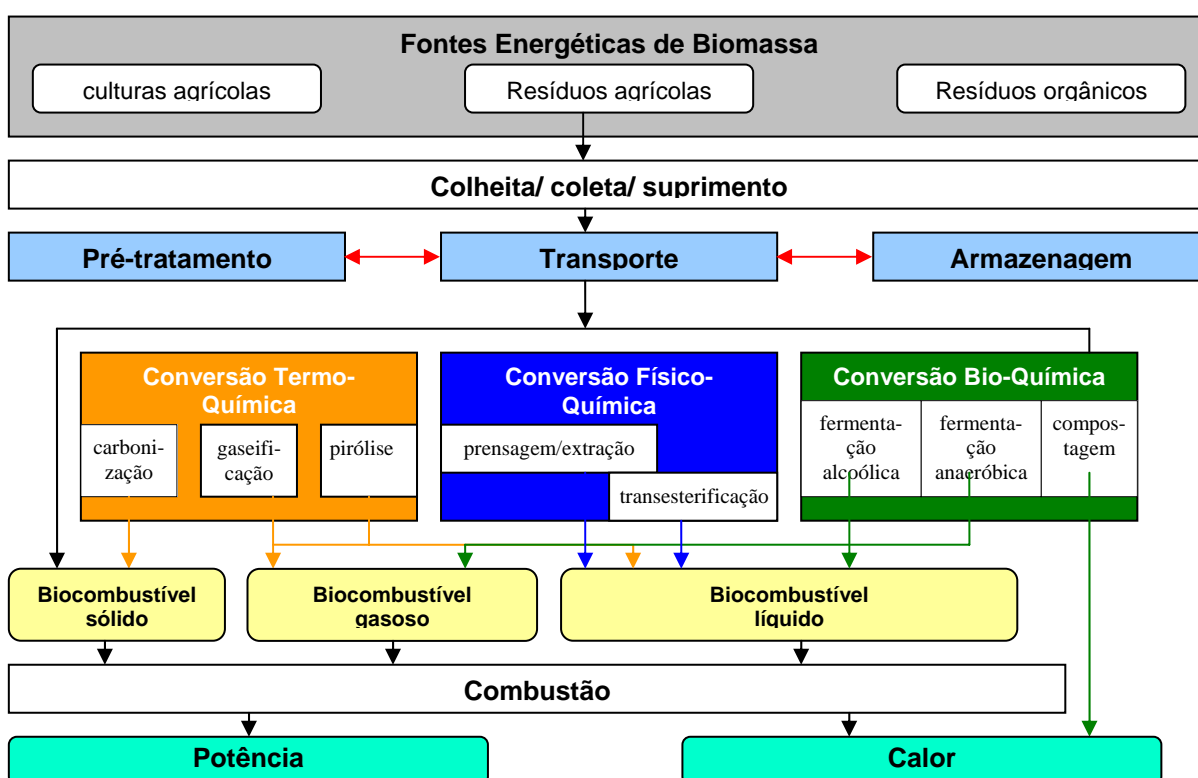 Fontes Energéticas de Biomassa
culturas agrícolas
Resíduos agrícolas
Resíduos orgânicos
Colheita/ coleta/ suprimento
Pré-tratamento
Transporte
Armazenagem
Conversão Termo-
Química
carboni-
zação
gaseifi-
cação
pirólise
Conversão Físico-
Química
prensagem/extração
transesterificação
Conversão Bio-Química
fermenta-
ção
alcoólica
fermenta-
ção
anaeróbica
compos-
tagem
Biocombustível
sólido
Biocombustível
gasoso
Biocombustível
líquido
Combustão
Potência
Calor